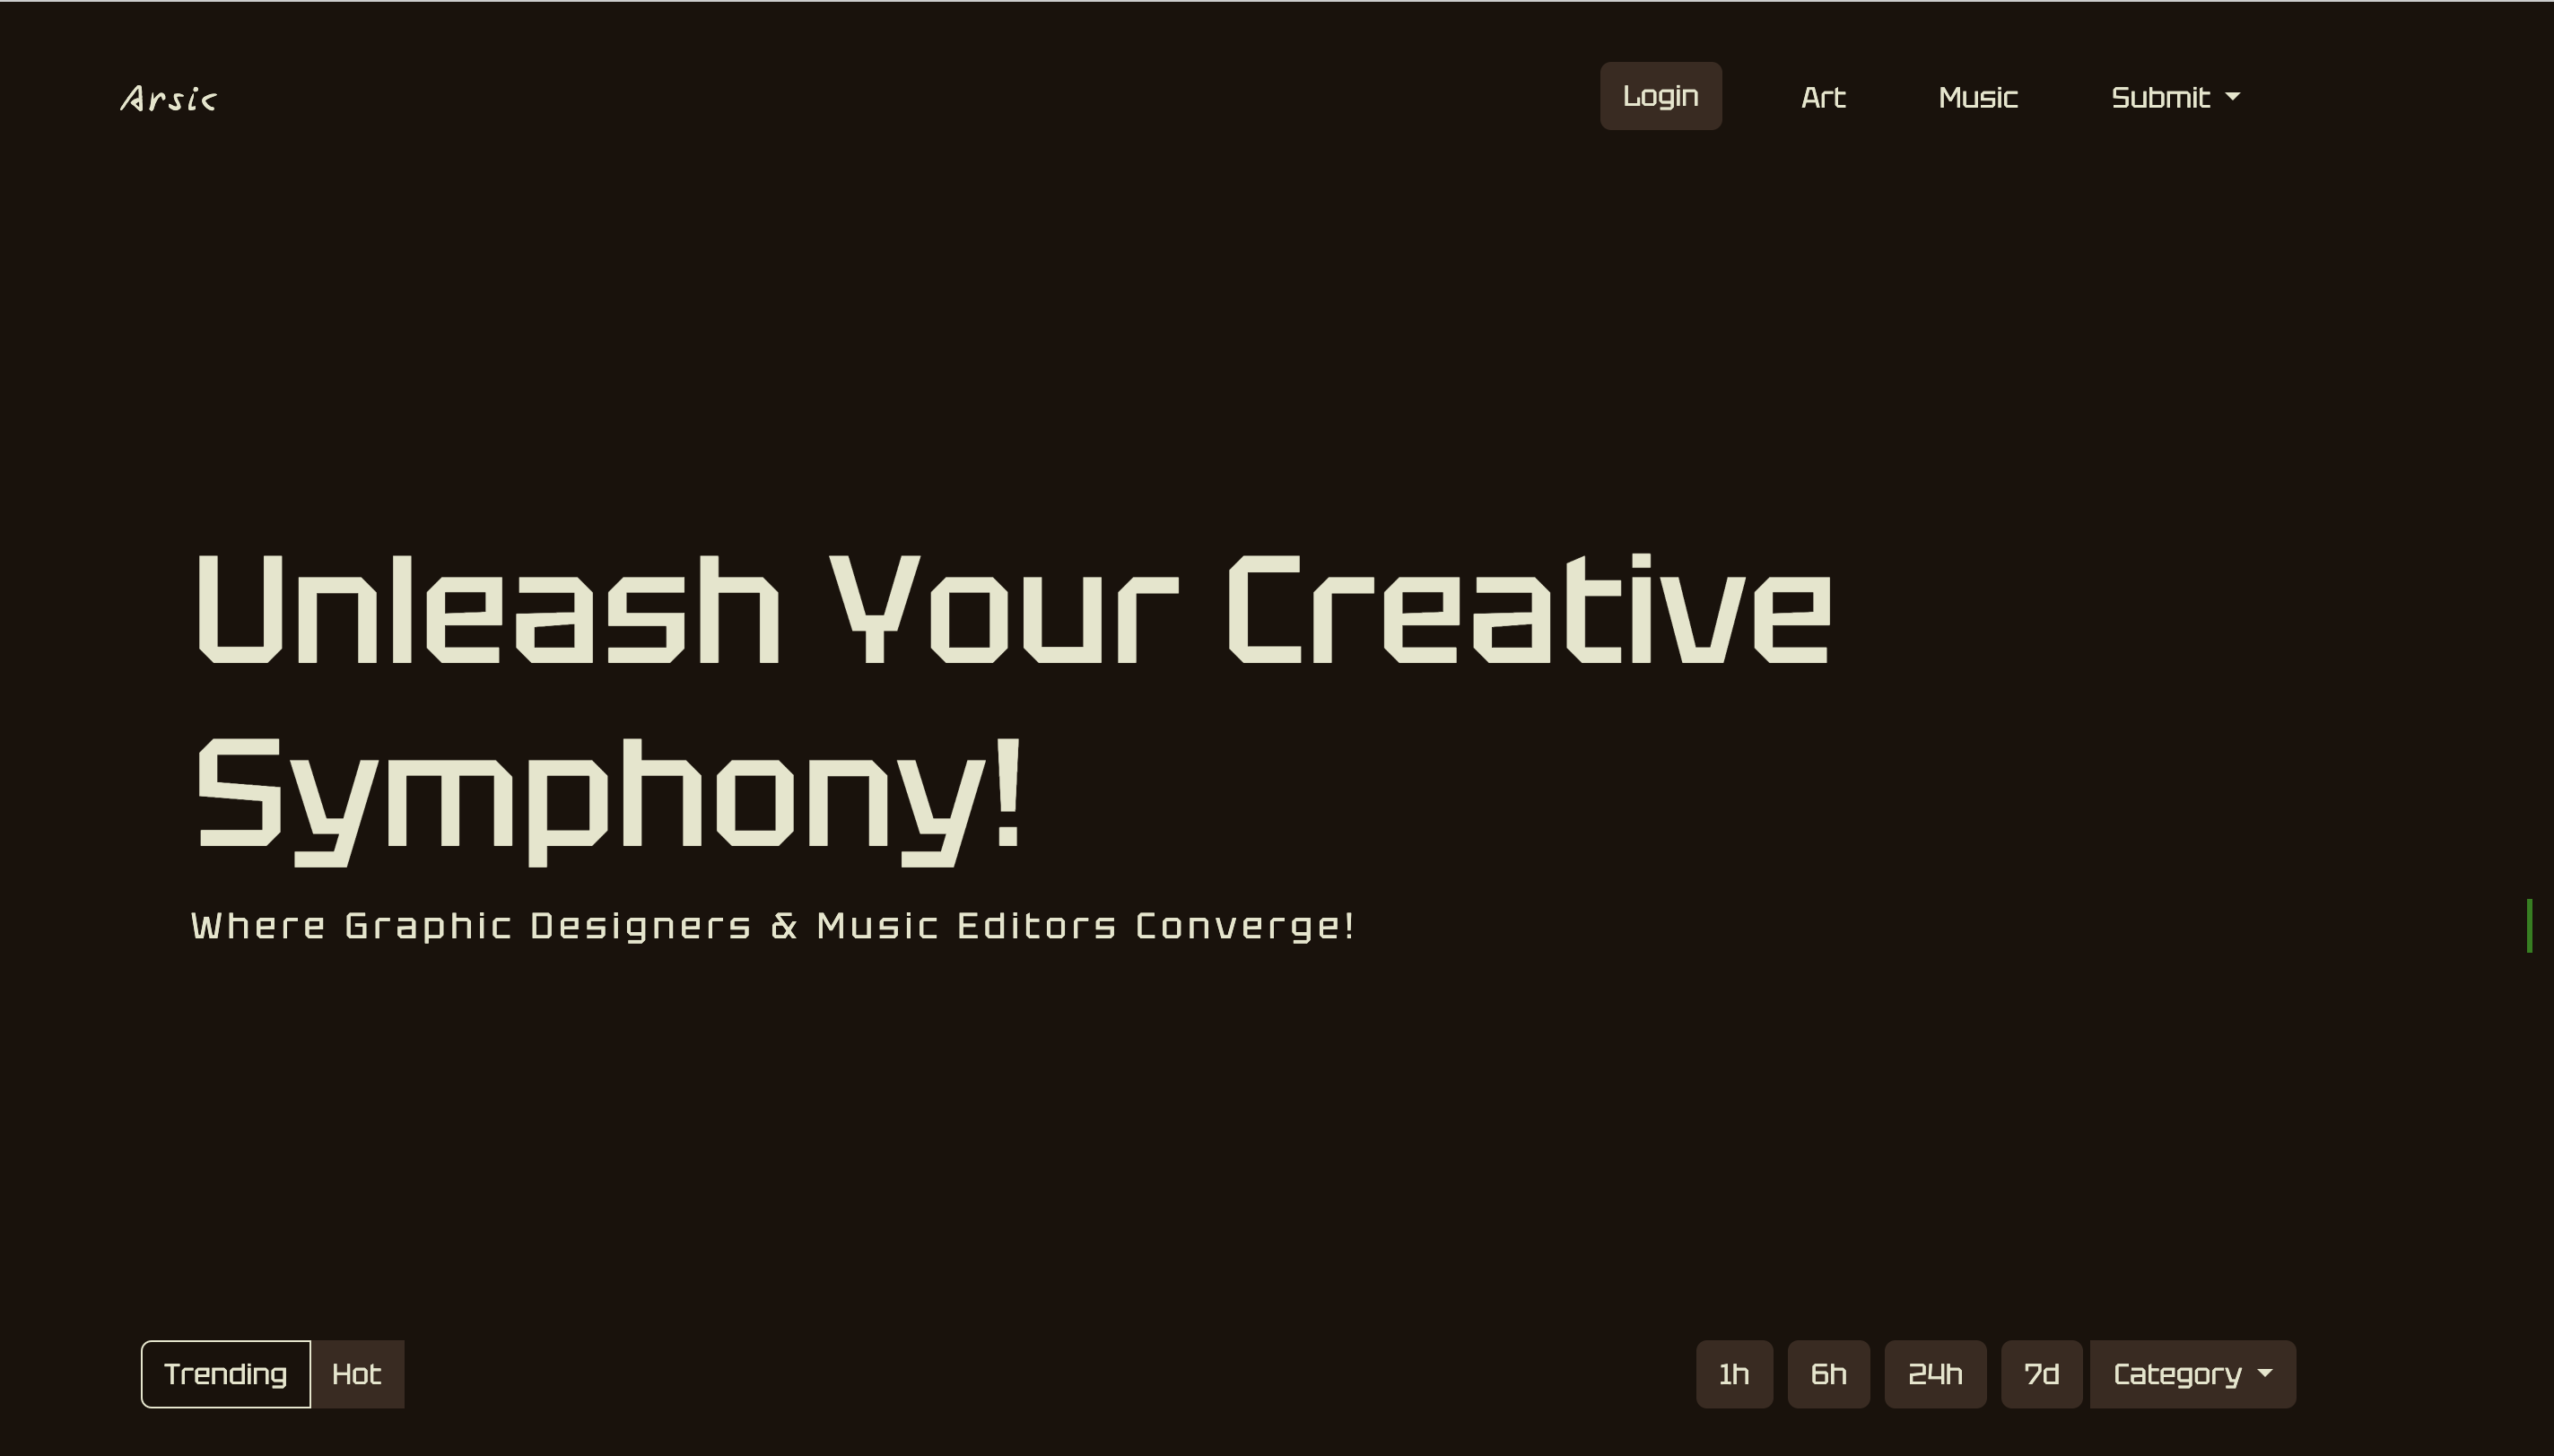 Arsic
Login Art Music Submit
Unleash Your Creative
Symphony!
Where Graphic Designers & Music Editors Converge!
Trending Hot 1h 6h 24h 7d Category